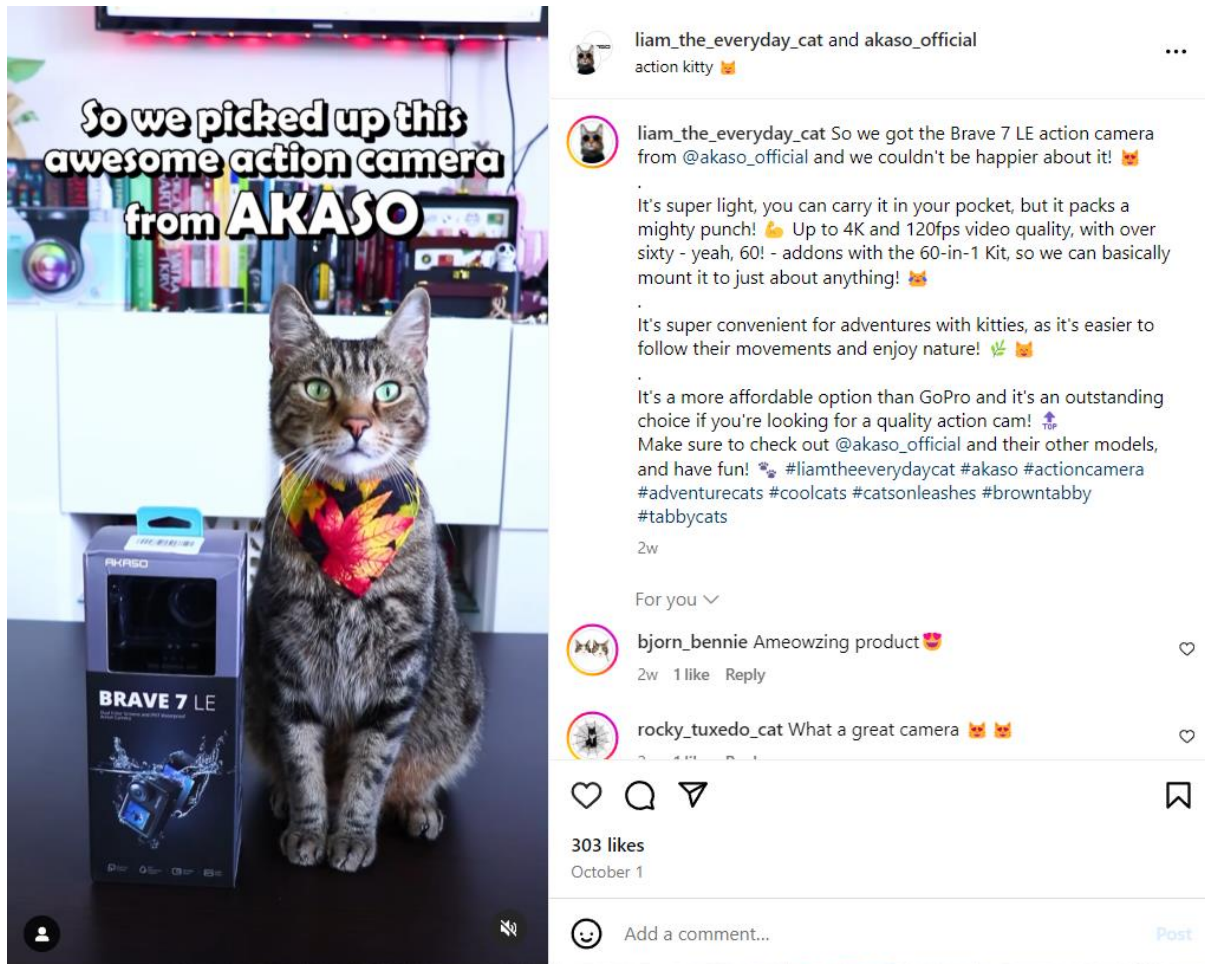 So we picked up this
awesome action camera
from AKASO
AKASO
BRAVE 7 LE
Dual Color Screens and IPX7 Waterproof
Action Camera
liam_the_everyday_cat and akaso_official
action kitty 😺
liam_the_everyday_cat So we got the Brave 7 LE action camera
from @akaso_official and we couldn't be happier about it! 😻
.
It's super light, you can carry it in your pocket, but it packs a
mighty punch! 💪 Up to 4K and 120fps video quality, with over
sixty - yeah, 60! - addons with the 60-in-1 Kit, so we can basically
mount it to just about anything! 😹
.
It's super convenient for adventures with kitties, as it's easier to
follow their movements and enjoy nature! 🌿 😺
.
It's a more affordable option than GoPro and it's an outstanding
choice if you're looking for a quality action cam! 🔝
Make sure to check out @akaso_official and their other models,
and have fun! 🐾 #liamtheeverydaycat #akaso #actioncamera
#adventurecats #coolcats #catsonleashes #browntabby
#tabbycats
2w
For you
bjorn_bennie Ameowzing product😍
2w 1 like Reply
rocky_tuxedo_cat What a great camera 😻 😻
303 likes
October 1
Add a comment...
Post